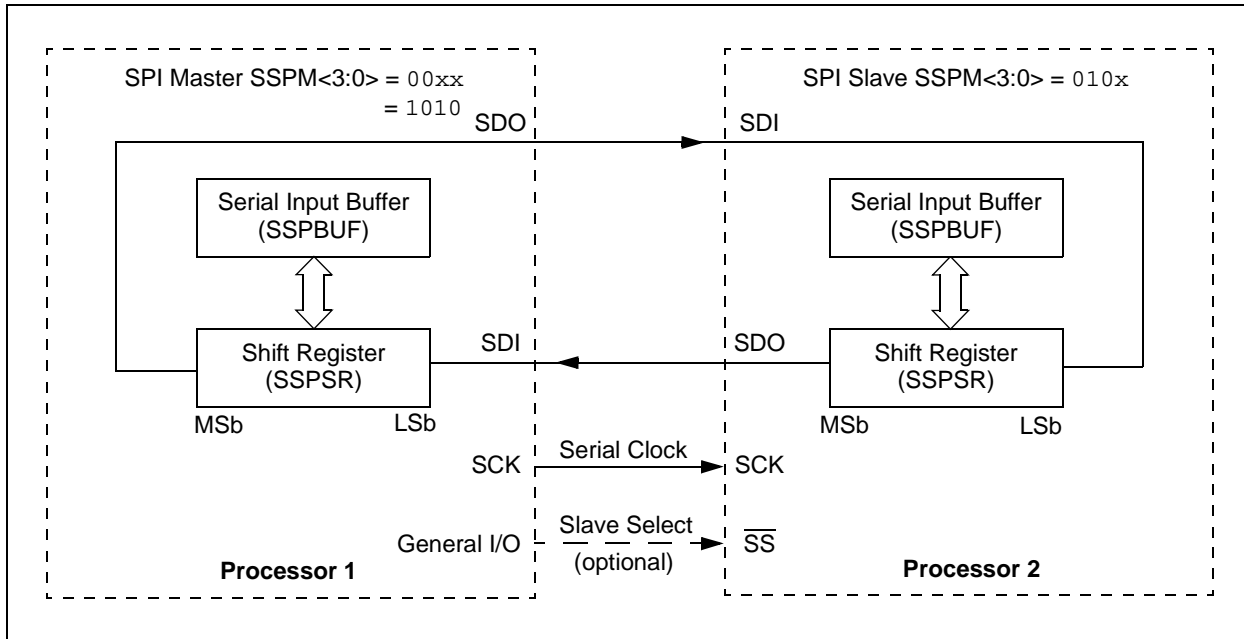 SPI Master SSPM<3:0> = 00xx
= 1010
SDO
Serial Input Buffer
(SSPBUF)
Shift Register
(SSPSR)
MSb
LSb
SDI
SCK
General I/O
Processor 1
Serial Clock
Slave Select
(optional)
SPI Slave SSPM<3:0> = 010x
SDI
Serial Input Buffer
(SSPBUF)
SDO
Shift Register
(SSPSR)
MSb
LSb
SCK
S̅S̅
Processor 2